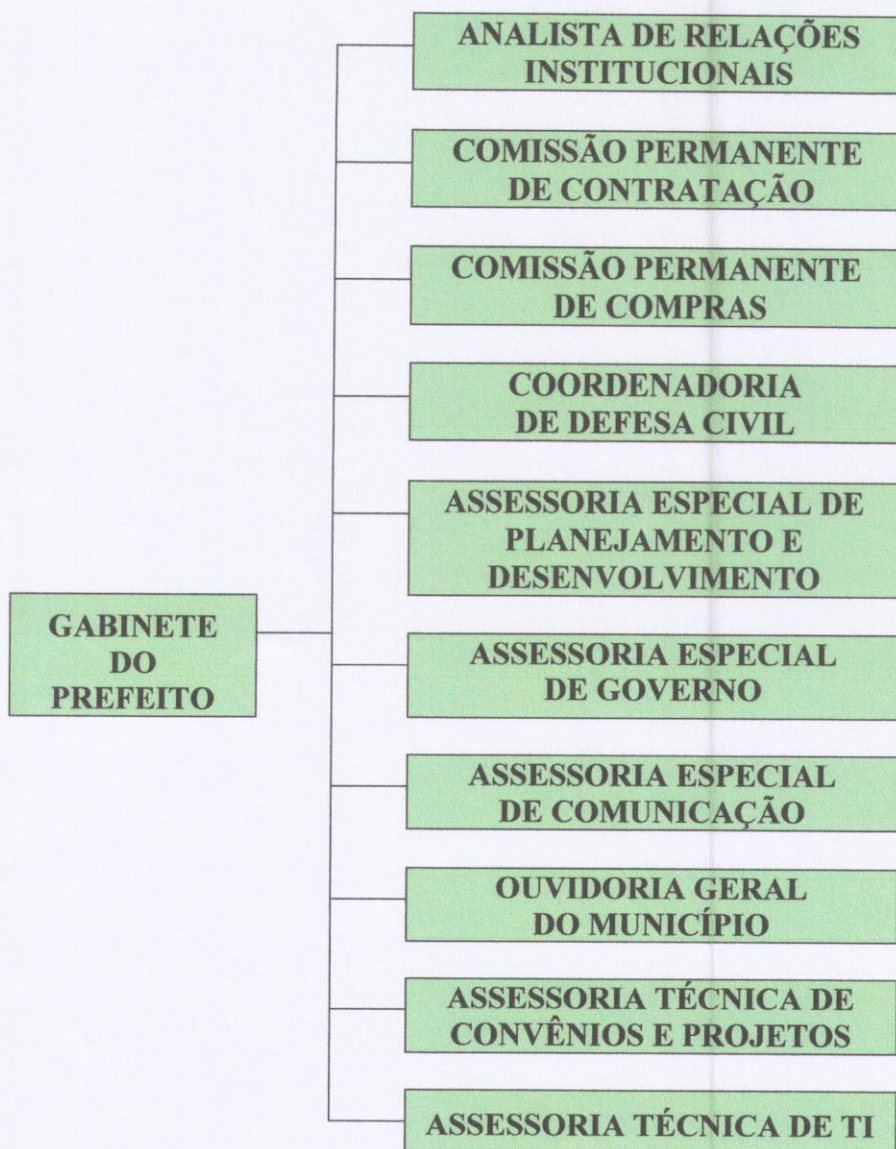 ANALISTA DE RELAÇÕES
INSTITUCIONAIS
COMISSÃO PERMANENTE
DE CONTRATAÇÃO
COMISSÃO PERMANENTE
DE COMPRAS
COORDENADORIA
DE DEFESA CIVIL
ASSESSORIA ESPECIAL DE
PLANEJAMENTO E
DESENVOLVIMENTO
GABINETE
DO
PREFEITO
ASSESSORIA ESPECIAL
DE GOVERNO
ASSESSORIA ESPECIAL
DE COMUNICAÇÃO
OUVIDORIA GERAL
DO MUNICÍPIO
ASSESSORIA TÉCNICA DE
CONVÊNIOS E PROJETOS
ASSESSORIA TÉCNICA DE TI